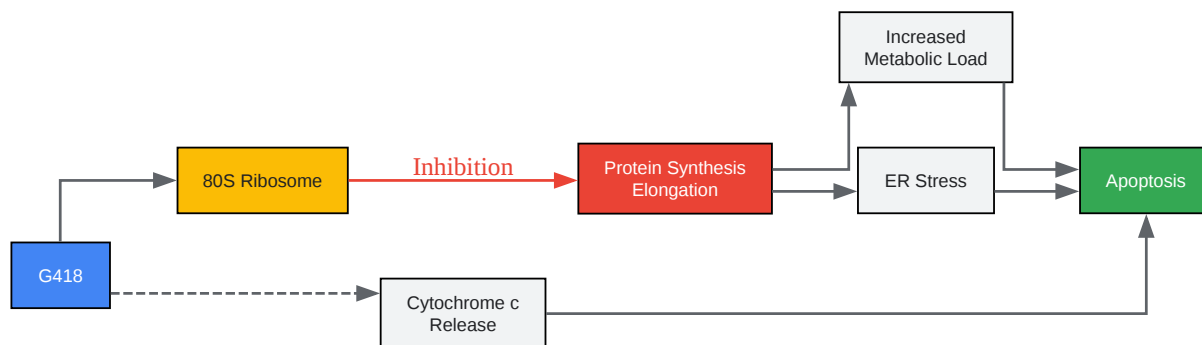 Increased
Metabolic Load
80S Ribosome
Inhibition
Protein Synthesis
Elongation
ER Stress
Apoptosis
G418
Cytochrome c
Release